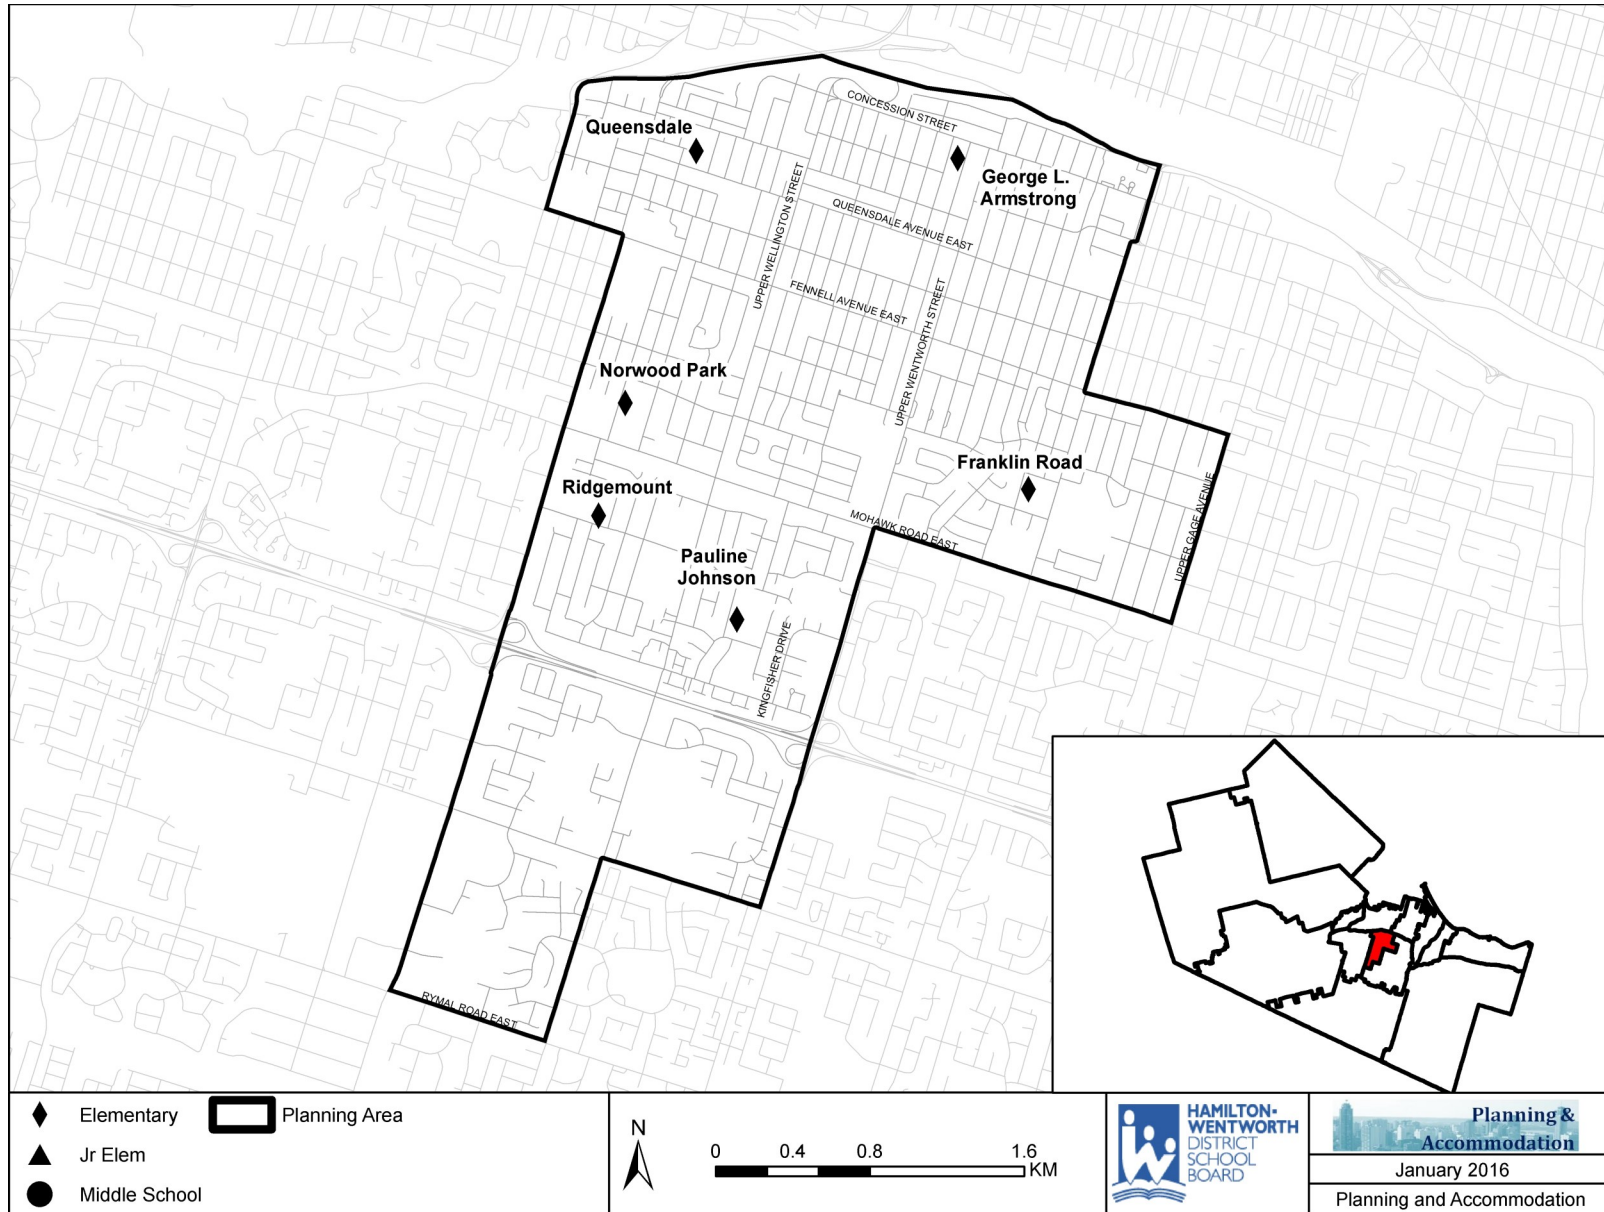 CONCESSION STREET
Queensdale
George L.
Armstrong
UPPER WELLINGTON STREET
QUEENSDALE AVENUE EAST
FENNELL AVENUE EAST
UPPER WENTWORTH STREET
Norwood Park
Franklin Road
Ridgemount
UPPER GAGE AVENUE
MOHAWK ROAD EAST
Pauline
Johnson
KINGFISHER DRIVE
RYMAL ROAD EAST
Elementary
Planning Area
Jr Elem
Middle School
N
0 0.4 0.8 1.6
KM
HAMILTON-
WENTWORTH
DISTRICT
SCHOOL
BOARD
Planning &
Accommodation
January 2016
Planning and Accommodation